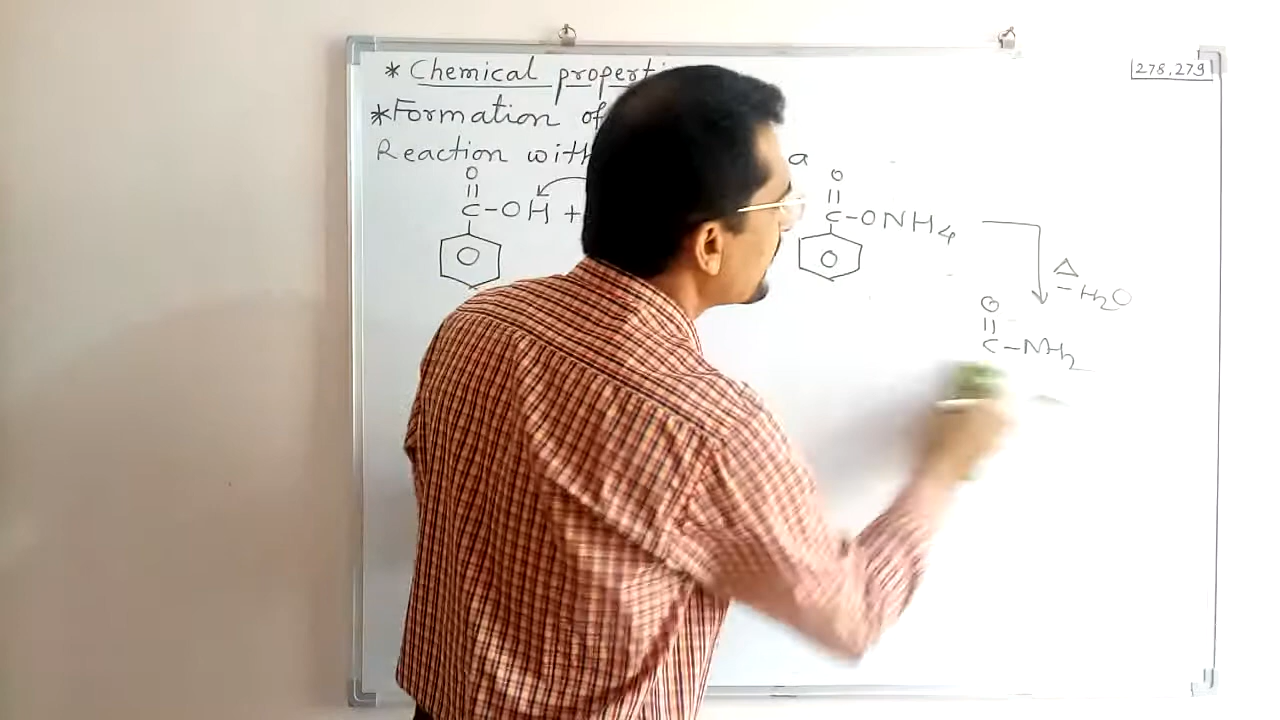 * Chemical properti
278,279
*Formation of
Reaction with a
O
||
C-OH +
O
O
||
C-ONH4
O
Δ
-H2O
O
||
C-NH2